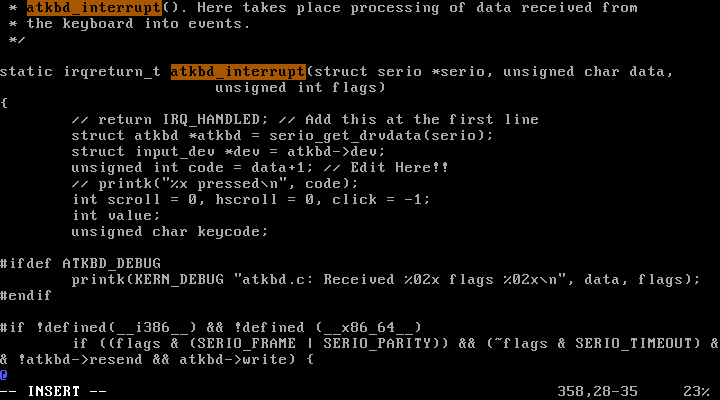 * atkbd_interrupt(). Here takes place processing of data received from
 * the keyboard into events.
 */

static irqreturn_t atkbd_interrupt(struct serio *serio, unsigned char data,
                        unsigned int flags)
{
        // return IRQ_HANDLED; // Add this at the first line
        struct atkbd *atkbd = serio_get_drvdata(serio);
        struct input_dev *dev = atkbd->dev;
        unsigned int code = data+1; // Edit Here!!
        // printk("%x pressed\n", code);
        int scroll = 0, hscroll = 0, click = -1;
        int value;
        unsigned char keycode;

#ifdef ATKBD_DEBUG
        printk(KERN_DEBUG "atkbd.c: Received %02x flags %02x\n", data, flags);
#endif

#if !defined(__i386__) && !defined (__x86_64__)
        if ((flags & (SERIO_FRAME | SERIO_PARITY)) && (~flags & SERIO_TIMEOUT) &
& !atkbd->resend && atkbd->write) {
@
-- INSERT --                                                  358,28-35     23%